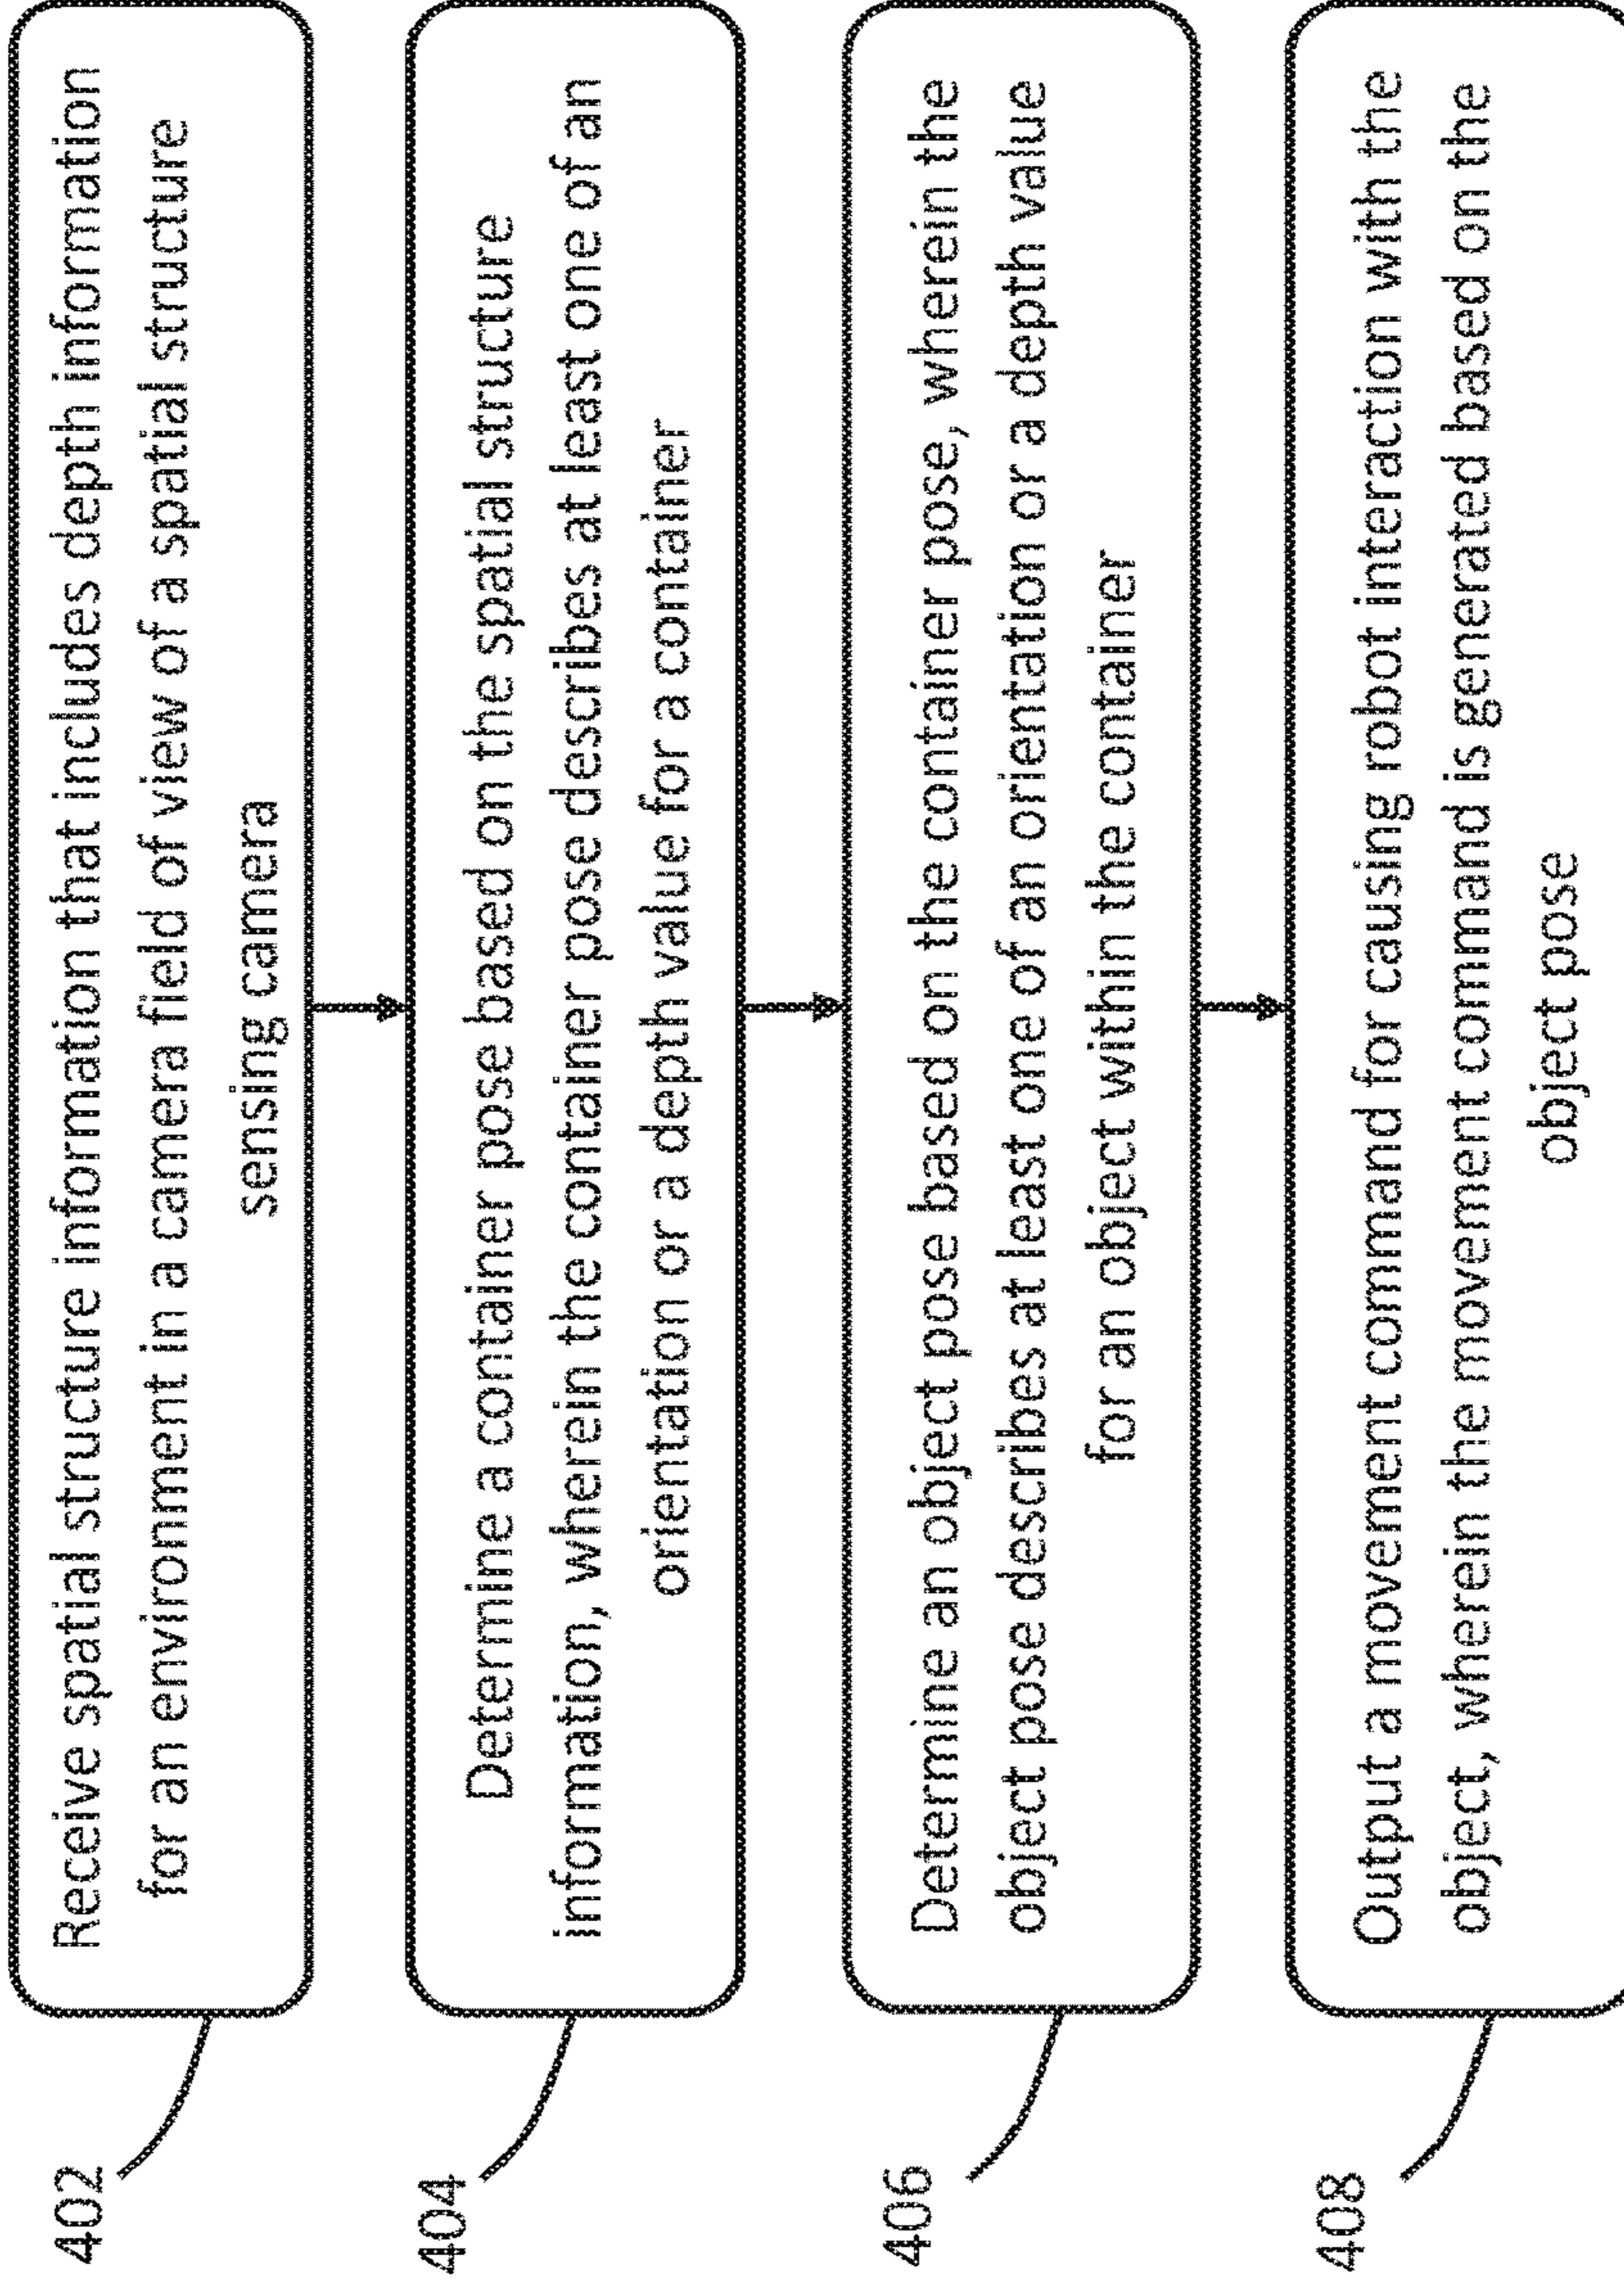 402
Receive spatial structure information that includes depth information
for an environment in a camera field of view of a spatial structure
sensing camera
404
Determine a container pose based on the spatial structure
information, wherein the container pose describes at least one of an
orientation or a depth value for a container
406
Determine an object pose based on the container pose, wherein the
object pose describes at least one of an orientation or a depth value
for an object within the container
408
Output a movement command for causing robot interaction with the
object, wherein the movement command is generated based on the
object pose